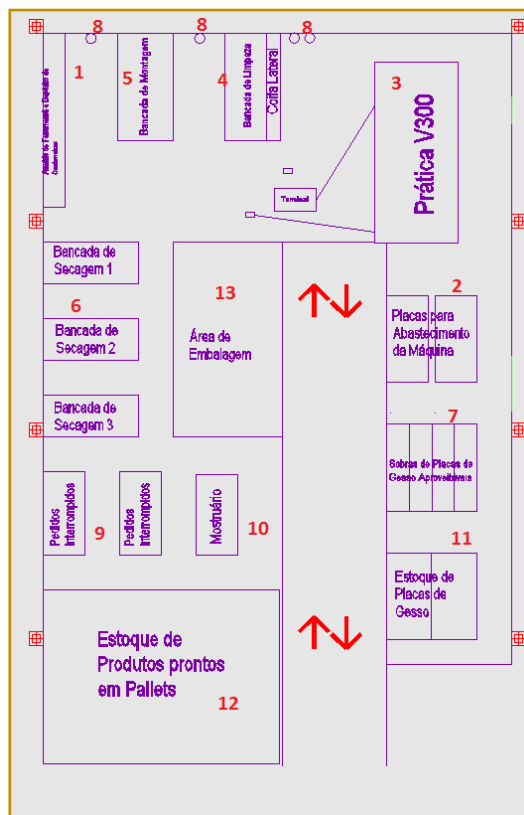 8
8
8
1
5
4
3
Bancada de Montagem
Bancada de Limpeza
Coifa Lateral
Prática V300
Terminal
Bancada de
Secagem 1
6
Bancada de
Secagem 2
Bancada de
Secagem 3
13
Área de
Embalagem
2
Placas para
Abastecimento
da Máquina
7
Sobras de Placas de
Gesso Aproveitáveis
Pedidos
Interrompidos
9
Pedidos
Interrompidos
Mostruário
10
11
Estoque de
Placas de
Gesso
Estoque de
Produtos prontos
em Pallets
12